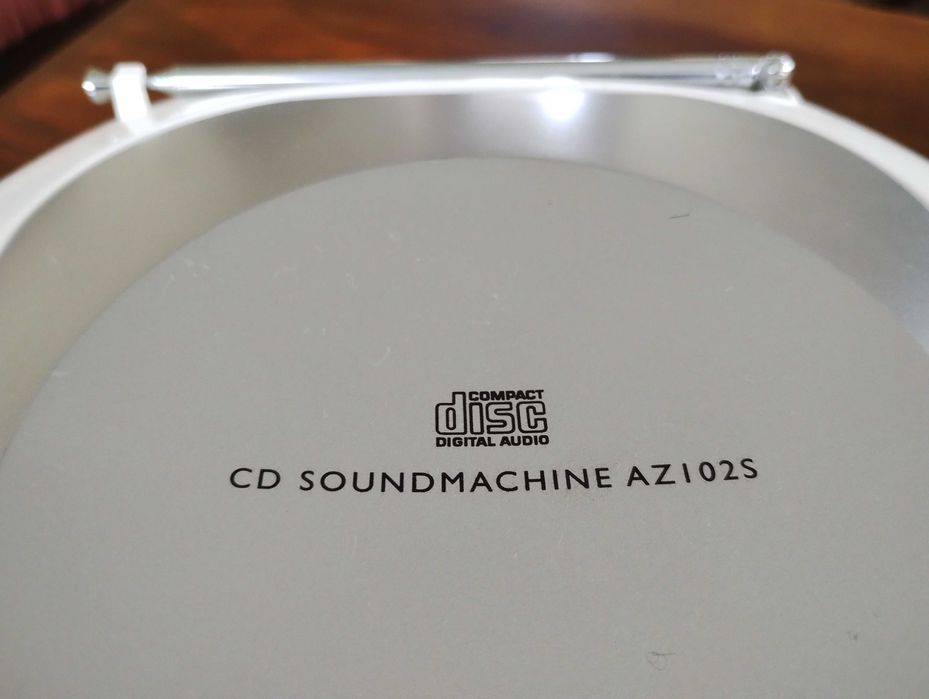 COMPACT
disc
DIGITAL AUDIO
CD SOUNDMACHINE AZ102S